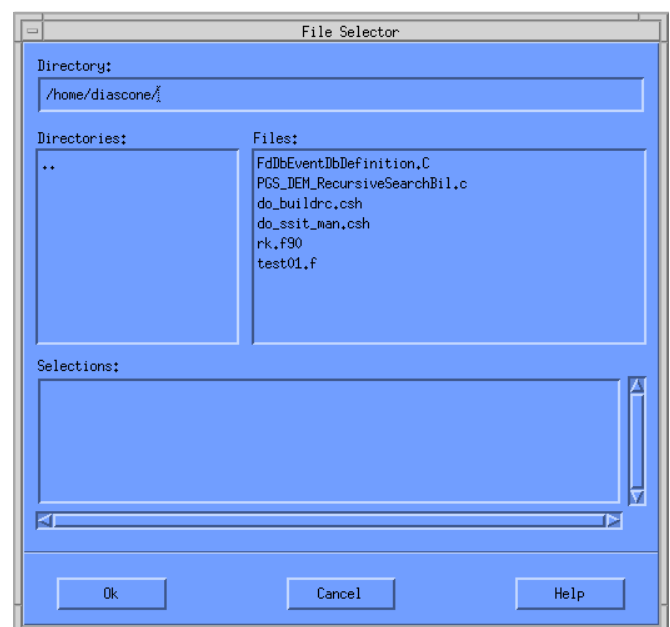 File Selector
Directory:
/home/diascone/
Directories:
Files:
..
FdDbEventDbDefinition.C
PGS_DEM_RecursiveSearchBil.c
do_buildrc.csh
do_ssit_man.csh
rk.f90
test01.f
Selections:
Ok
Cancel
Help